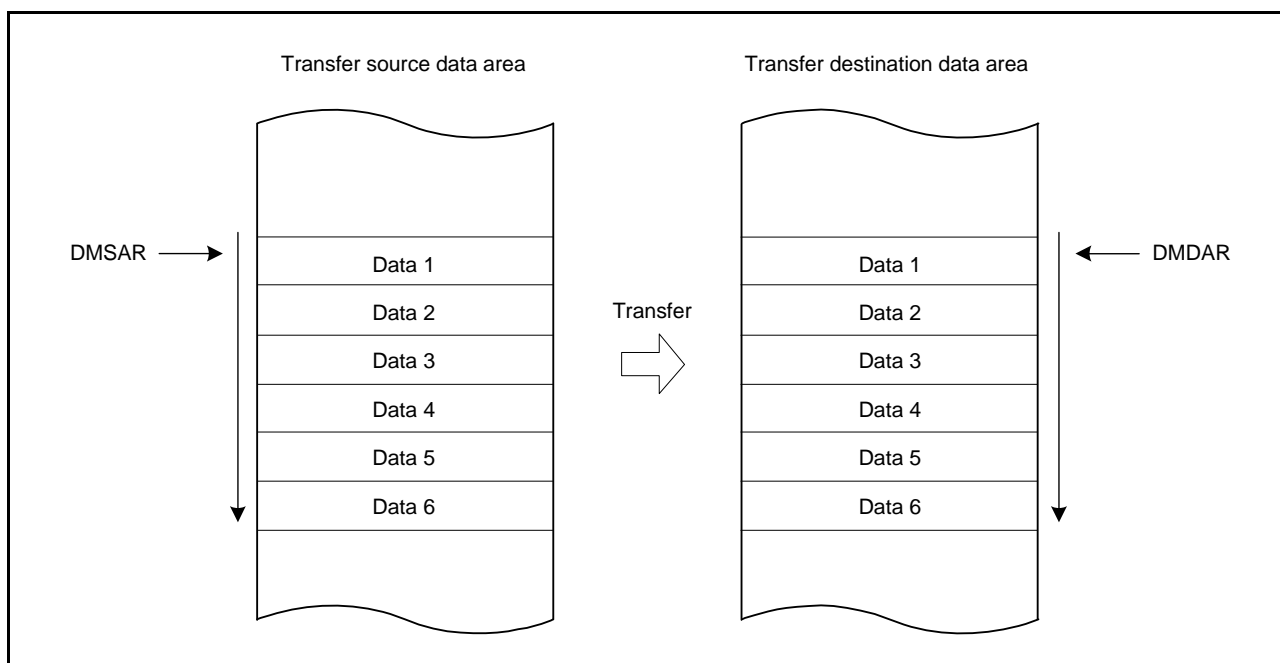 Transfer source data area
Transfer destination data area
DMSAR
Data 1
Data 2
Data 3
Data 4
Data 5
Data 6
Transfer
Data 1
Data 2
Data 3
Data 4
Data 5
Data 6
DMDAR